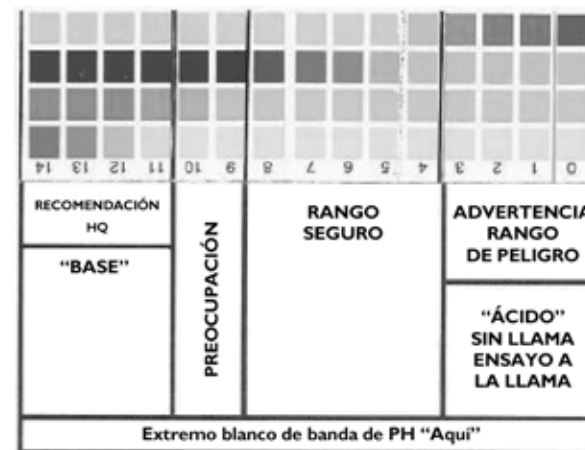 14 13 12 11 10 9 8 7 6 5 4 3 2 1 0
RECOMENDACIÓN
HQ
"BASE"
PREOCUPACIÓN
RANGO
SEGURO
ADVERTENCIA
RANGO
DE PELIGRO
"ÁCIDO"
SIN LLAMA
ENSAYO A
LA LLAMA
Extremo blanco de banda de PH "Aquí"